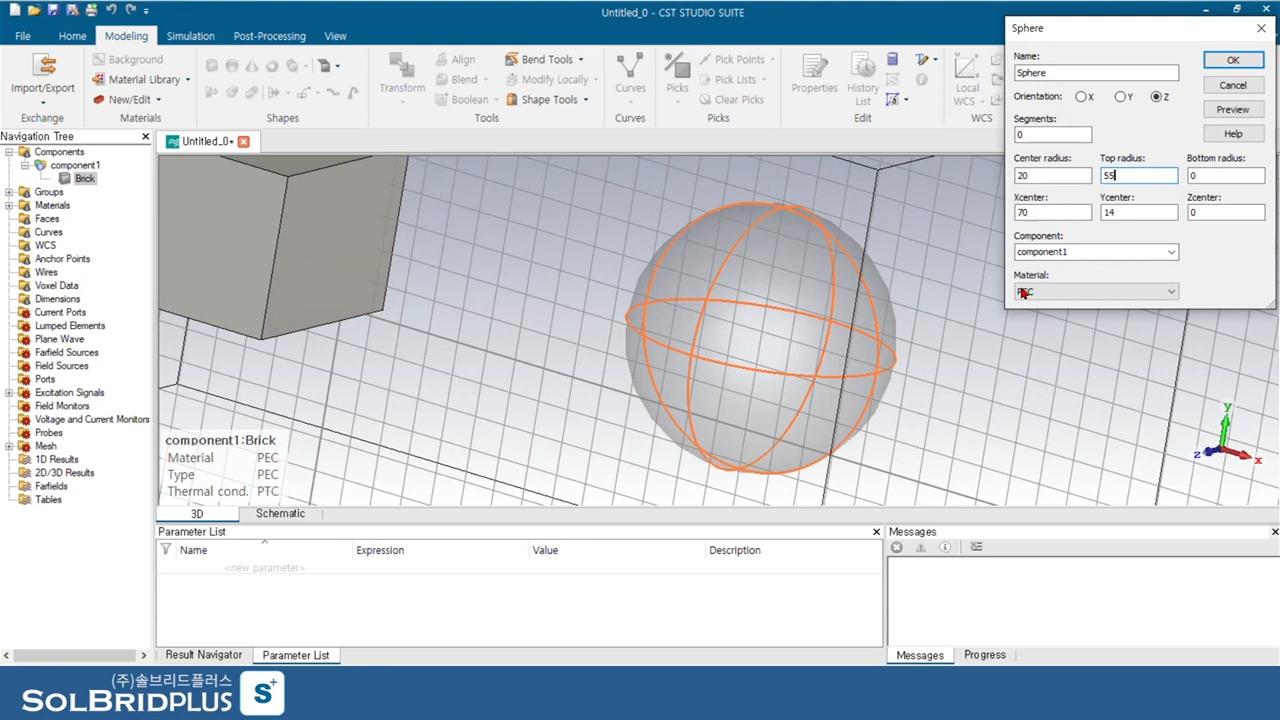 Untitled_0 - CST STUDIO SUITE
File Home Modeling Simulation Post-Processing View
Import/Export
Exchange
Background
Material Library
New/Edit
Materials
Shapes
Transform
Align
Blend
Boolean
Bend Tools
Modify Locally
Shape Tools
Tools
Curves
Curves
Picks
Pick Points
Pick Lists
Clear Picks
Picks
Properties
History
List
Edit
Local
WCS
WCS
Sphere
Name:
Sphere
Orientation: X Y Z
Segments:
0
Center radius: Top radius: Bottom radius:
20 55 0
Xcenter: Ycenter: Zcenter:
70 14 0
Component:
component1
Material:
PEC
OK
Cancel
Preview
Help
Navigation Tree
Components
component1
Brick
Groups
Materials
Faces
Curves
WCS
Anchor Points
Wires
Voxel Data
Dimensions
Current Ports
Lumped Elements
Plane Wave
Farfield Sources
Field Sources
Ports
Excitation Signals
Field Monitors
Voltage and Current Monitors
Probes
Mesh
1D Results
2D/3D Results
Farfields
Tables
Untitled_0*
component1:Brick
Material PEC
Type PEC
Thermal cond. PTC
y
z
x
3D Schematic
Parameter List
Name Expression Value Description
<new parameter>
Result Navigator Parameter List
Messages
Messages Progress
(주)솔브리드플러스
SOLBRIDPLUS
S+